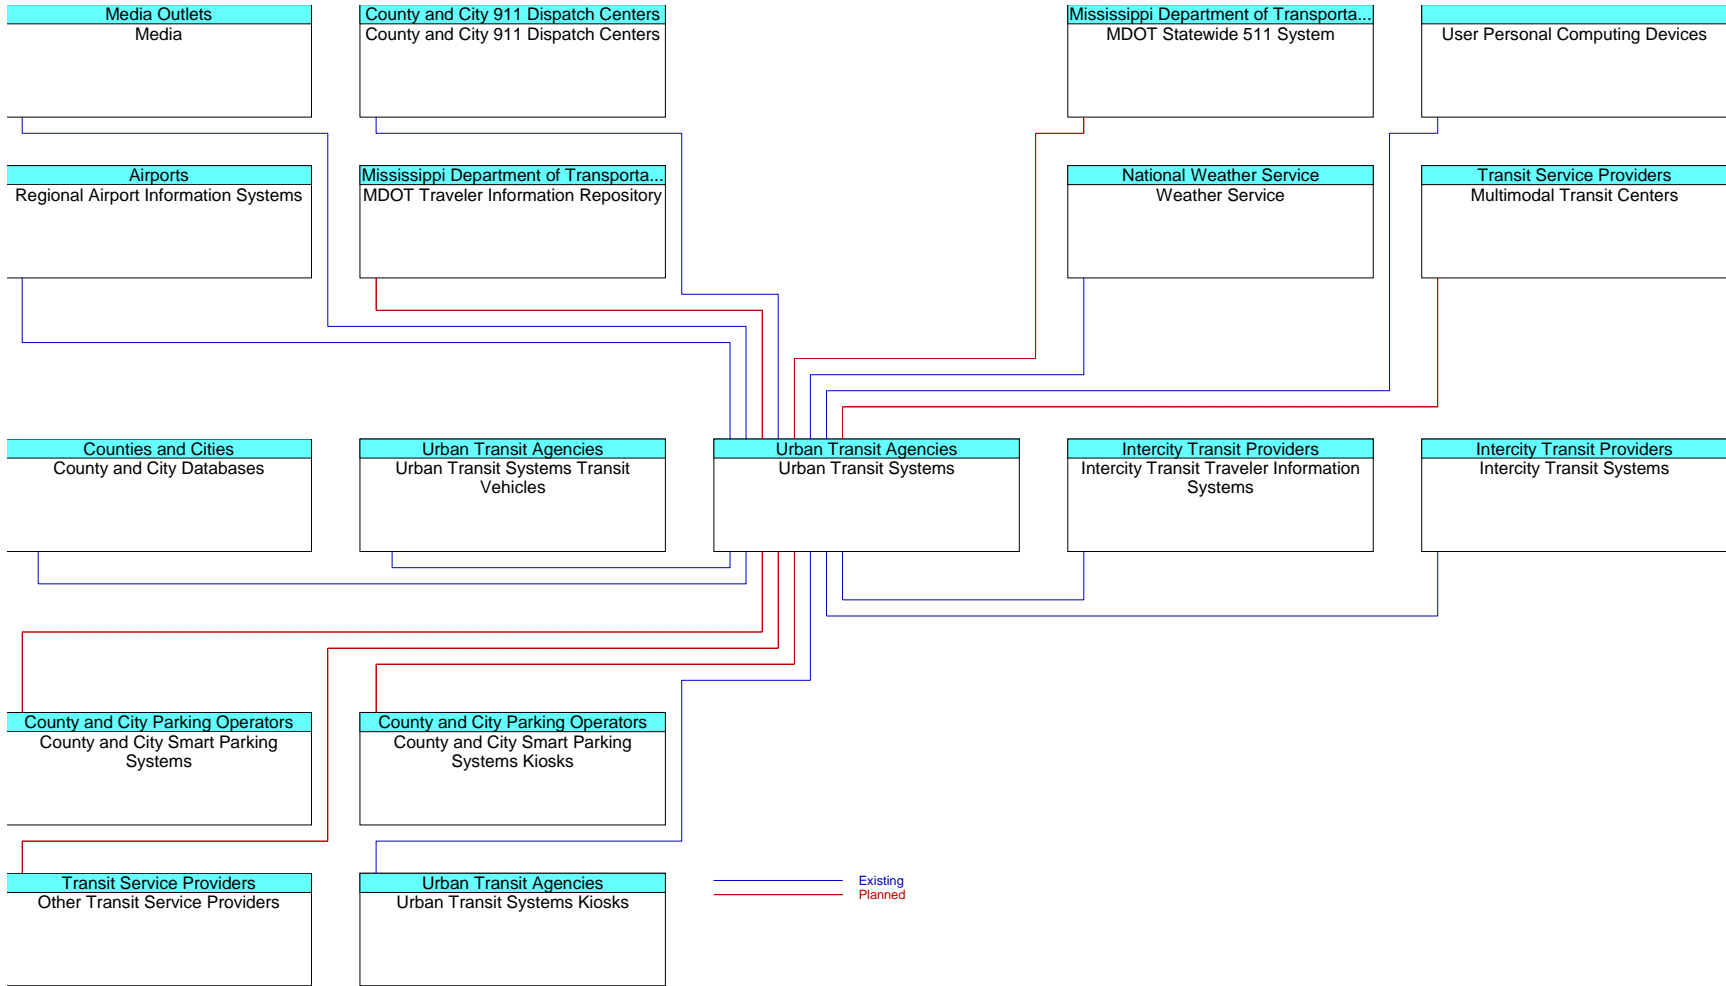 Media Outlets
Media
County and City 911 Dispatch Centers
County and City 911 Dispatch Centers
Mississippi Department of Transporta...
MDOT Statewide 511 System
User Personal Computing Devices
Airports
Regional Airport Information Systems
Mississippi Department of Transporta...
MDOT Traveler Information Repository
National Weather Service
Weather Service
Transit Service Providers
Multimodal Transit Centers
Counties and Cities
County and City Databases
Urban Transit Agencies
Urban Transit Systems Transit
Vehicles
Urban Transit Agencies
Urban Transit Systems
Intercity Transit Providers
Intercity Transit Traveler Information
Systems
Intercity Transit Providers
Intercity Transit Systems
County and City Parking Operators
County and City Smart Parking
Systems
County and City Parking Operators
County and City Smart Parking
Systems Kiosks
Transit Service Providers
Other Transit Service Providers
Urban Transit Agencies
Urban Transit Systems Kiosks
Existing
Planned